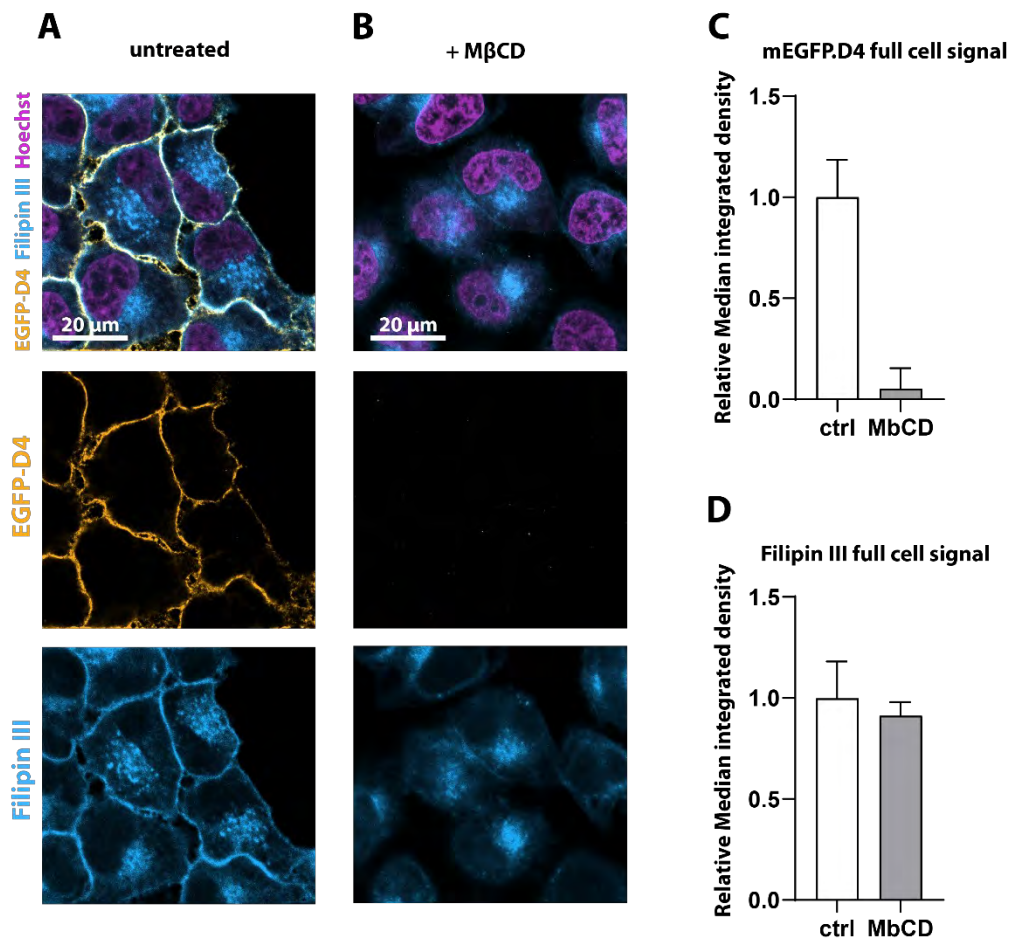 A
untreated
B
+ MβCD
EGFP-D4 Filipin III Hoechst
20 µm
20 µm
EGFP-D4
Filipin III
C
mEGFP.D4 full cell signal
Relative Median integrated density
1.5
1.0
0.5
0.0
ctrl MbCD
D
Filipin III full cell signal
Relative Median integrated density
1.5
1.0
0.5
0.0
ctrl MbCD